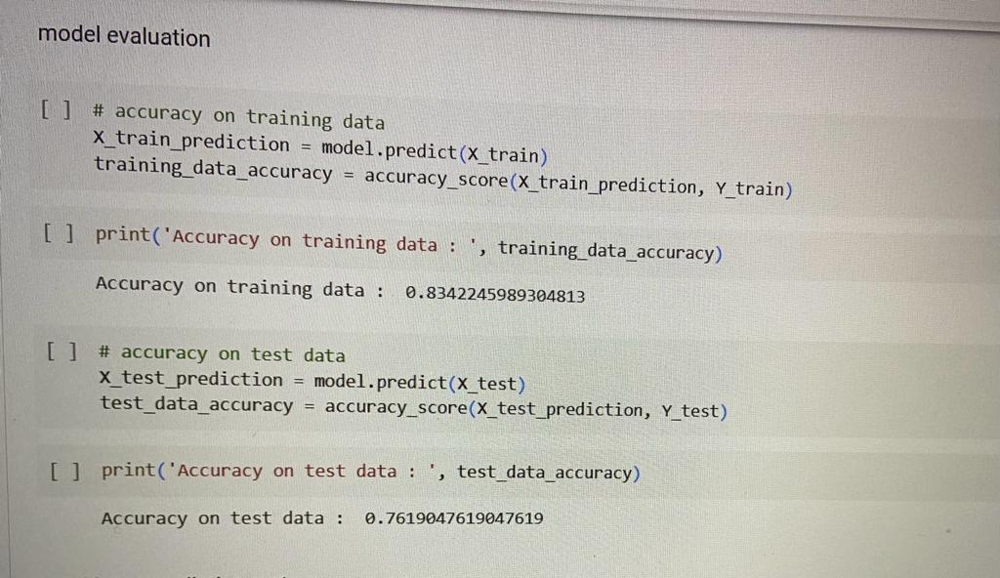 model evaluation
[ ] # accuracy on training data
X_train_prediction = model.predict(X_train)
training_data_accuracy = accuracy_score(X_train_prediction, Y_train)
[ ] print('Accuracy on training data : ', training_data_accuracy)
Accuracy on training data : 0.8342245989304813
[ ] # accuracy on test data
X_test_prediction = model.predict(X_test)
test_data_accuracy = accuracy_score(X_test_prediction, Y_test)
[ ] print('Accuracy on test data : ', test_data_accuracy)
Accuracy on test data : 0.7619047619047619